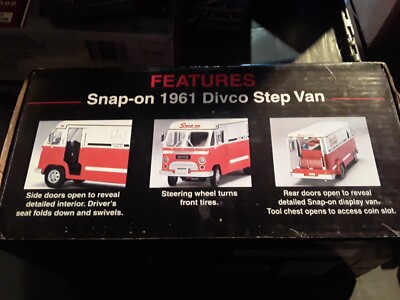 FEATURES
Snap-on 1961 Divco Step Van
Snap-on
Side doors open to reveal
detailed interior. Driver's
seat folds down and swivels.
Steering wheel turns
front tires.
Rear doors open to reveal
detailed Snap-on display van.
Tool chest opens to access coin slot.